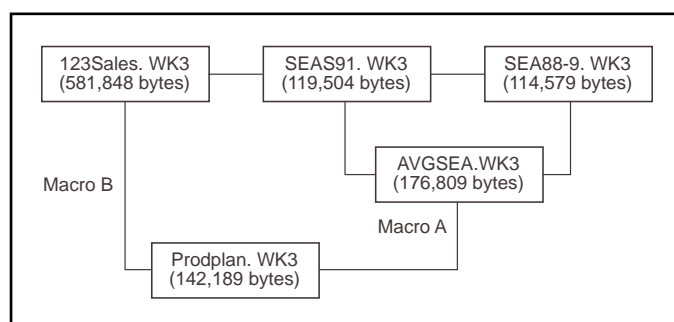 123Sales. WK3
(581,848 bytes)
SEAS91. WK3
(119,504 bytes)
SEA88-9. WK3
(114,579 bytes)
AVGSEA.WK3
(176,809 bytes)
Macro B
Macro A
Prodplan. WK3
(142,189 bytes)